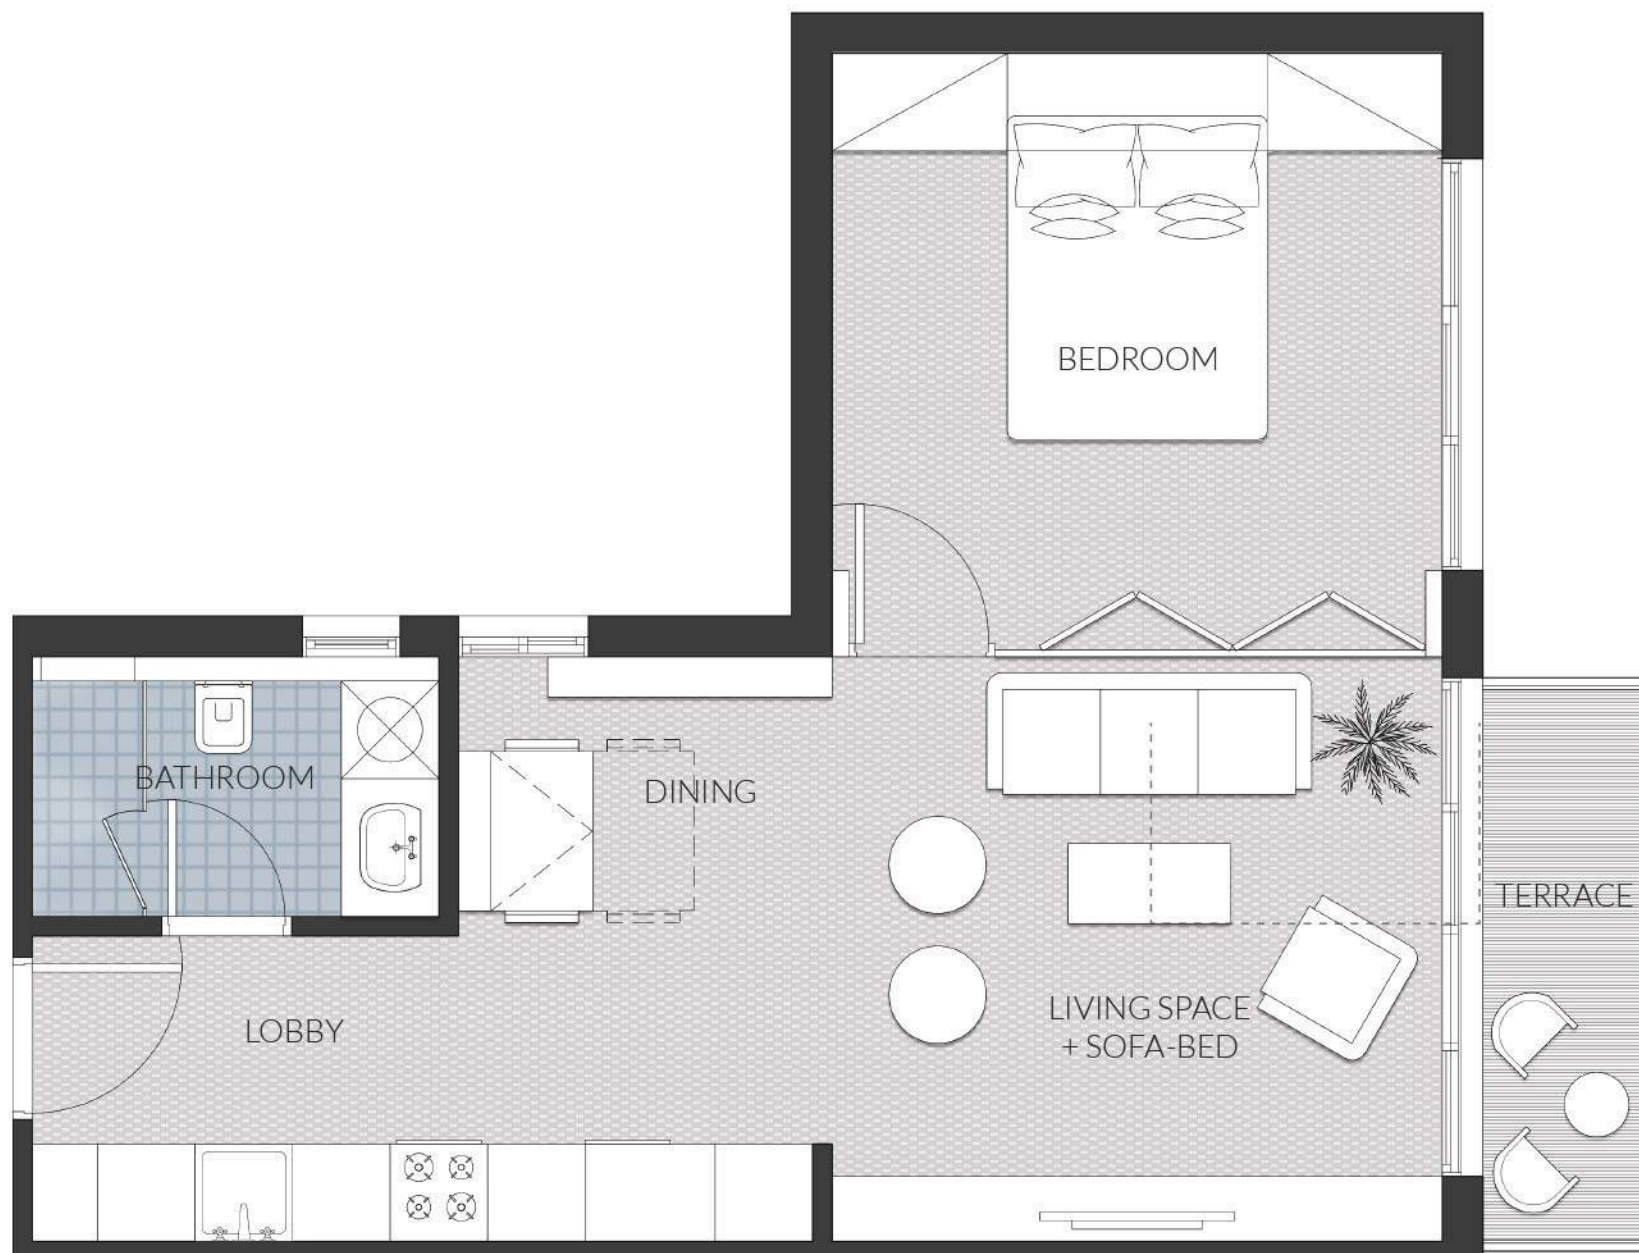 BEDROOM
BATHROOM
DINING
TERRACE
LOBBY
LIVING SPACE
+ SOFA-BED